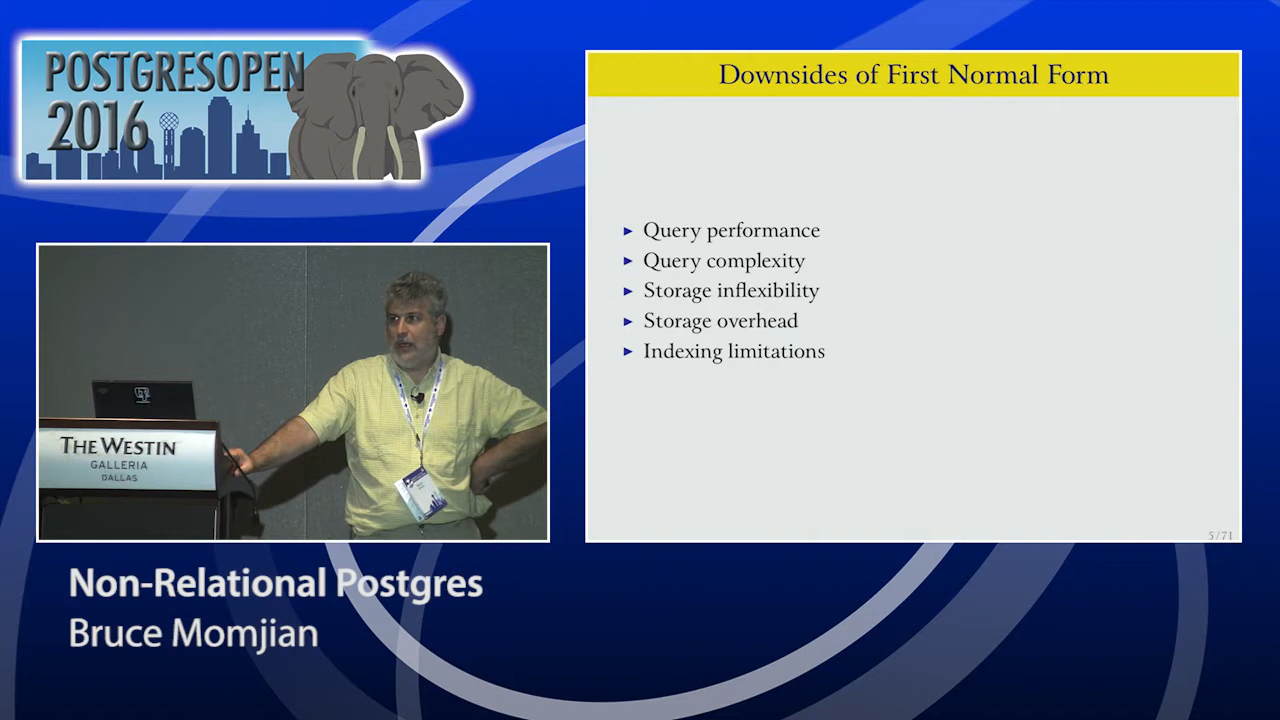 POSTGRESOPEN
2016
Downsides of First Normal Form
► Query performance
► Query complexity
► Storage inflexibility
► Storage overhead
► Indexing limitations
5/71
THE WESTIN
GALLERIA
DALLAS
hp
Non-Relational Postgres
Bruce Momjian